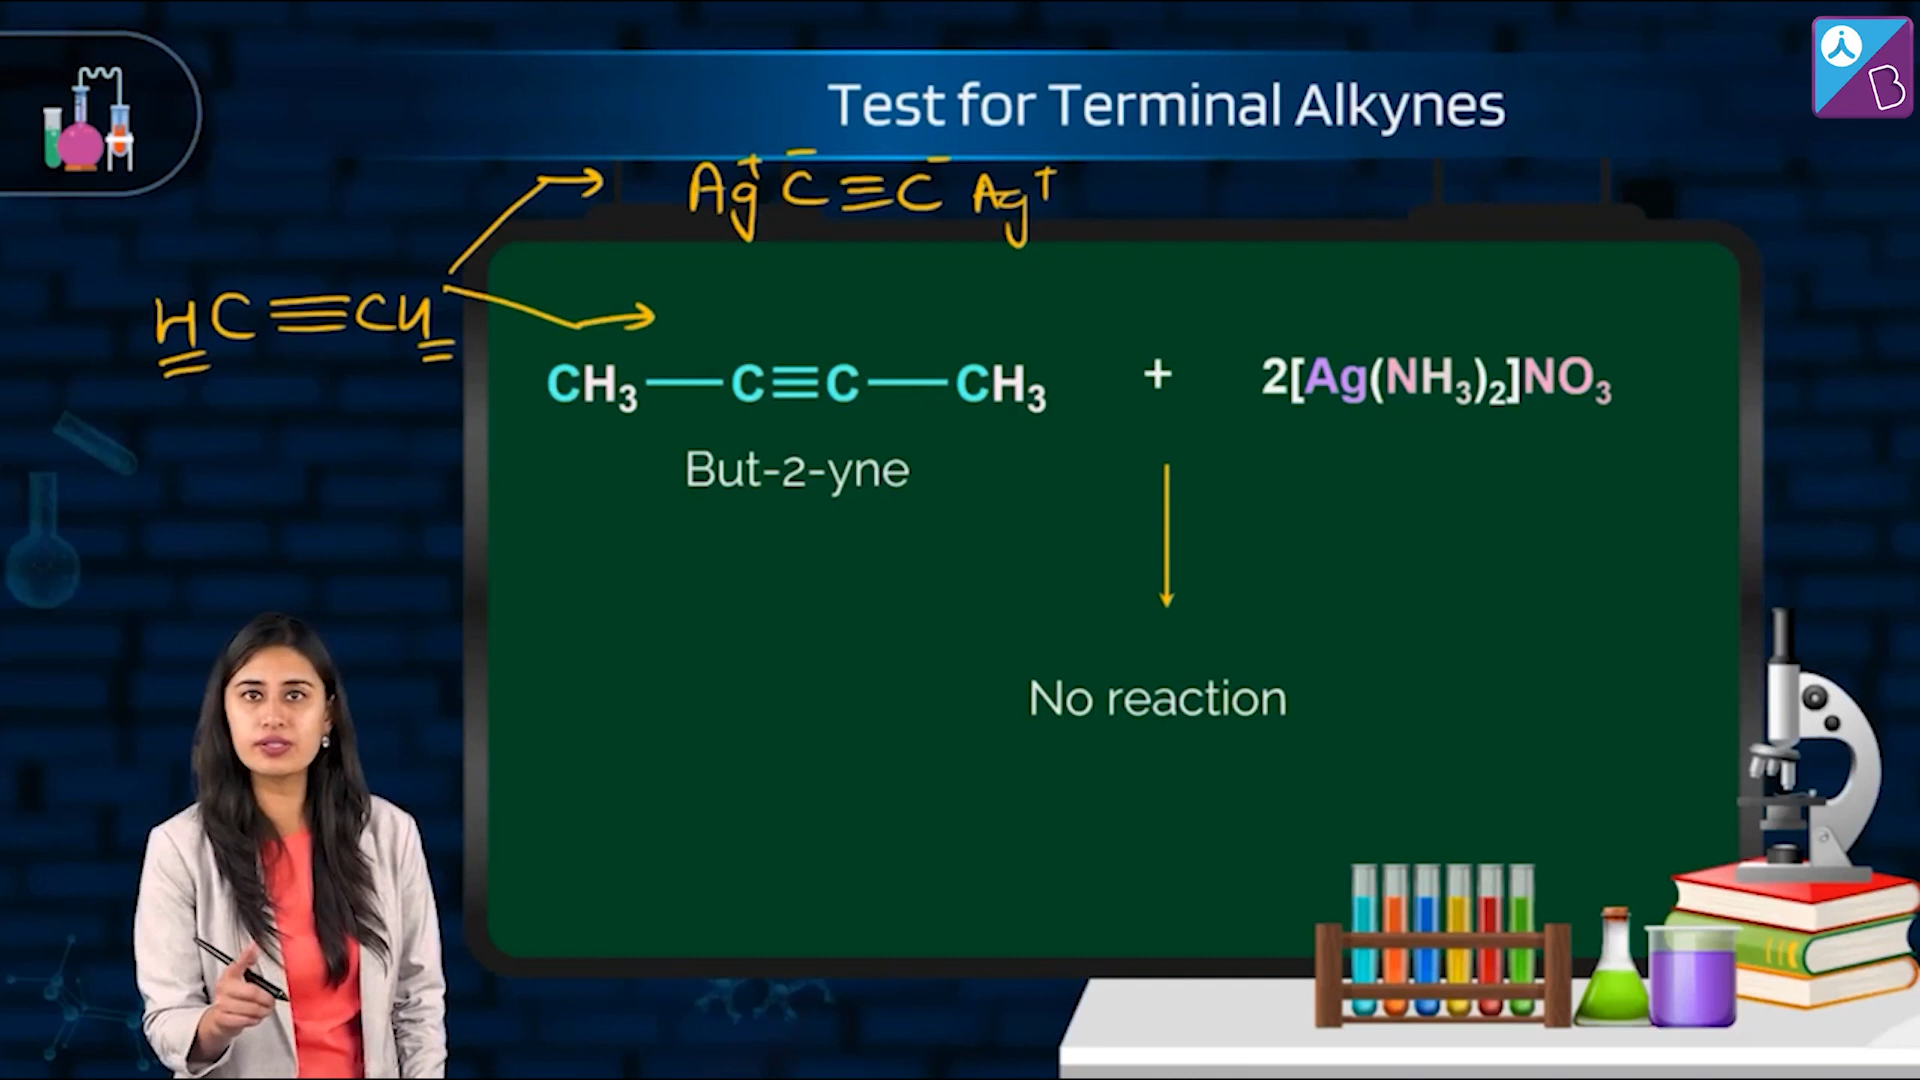 Test for Terminal Alkynes
Ag⁺ C̄≡C̄ Ag⁺
HC≡CH
CH₃—C≡C—CH₃ + 2[Ag(NH₃)₂]NO₃
But-2-yne
No reaction
B